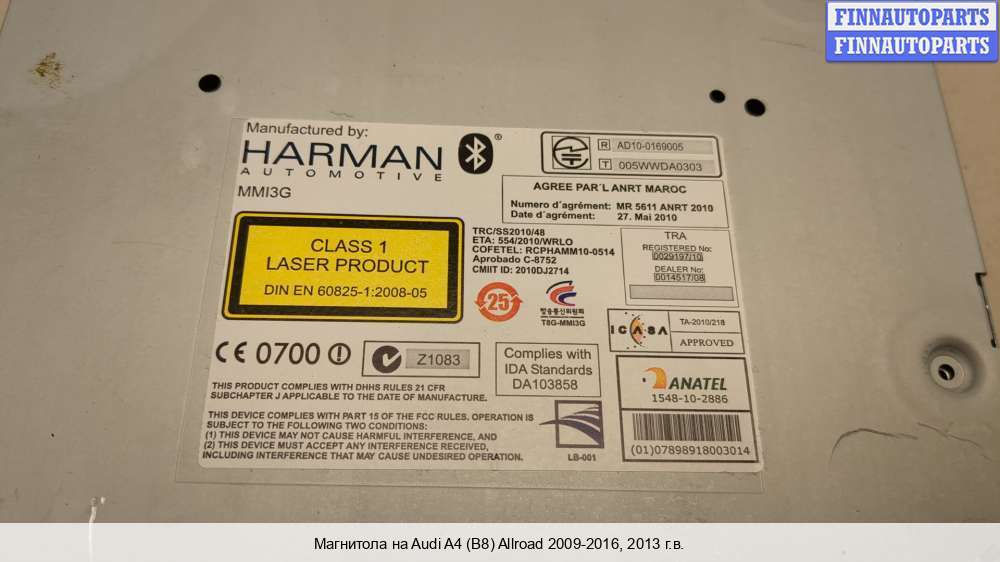 FINNAUTOPARTS
FINNAUTOPARTS
Manufactured by:
HARMAN
AUTOMOTIVE
MMI3G
®
R AD10-0169005
T 005WWDA0303
AGREE PAR´L ANRT MAROC
Numero d´agrément: MR 5611 ANRT 2010
Date d´agrément: 27. Mai 2010
CLASS 1
LASER PRODUCT
DIN EN 60825-1:2008-05
TRC/SS2010/48
ETA: 554/2010/WRLO
COFETEL: RCPHAMM10-0514
Aprobado C-8752
CMIIT ID: 2010DJ2714
TRA
REGISTERED No:
0029197/10
DEALER No:
0014517/08
25
방송통신위원회
T8G-MMI3G
ICASA
TA-2010/218
APPROVED
CE 0700
Z1083
Complies with
IDA Standards
DA103858
ANATEL
1548-10-2886
(01)07898918003014
THIS PRODUCT COMPLIES WITH DHHS RULES 21 CFR
SUBCHAPTER J APPLICABLE TO THE DATE OF MANUFACTURE.
THIS DEVICE COMPLIES WITH PART 15 OF THE FCC RULES. OPERATION IS
SUBJECT TO THE FOLLOWING TWO CONDITIONS:
(1) THIS DEVICE MAY NOT CAUSE HARMFUL INTERFERENCE, AND
(2) THIS DEVICE MUST ACCEPT ANY INTERFERENCE RECEIVED,
INCLUDING INTERFERENCE THAT MAY CAUSE UNDESIRED OPERATION.
LB-001
Магнитола на Audi A4 (B8) Allroad 2009-2016, 2013 г.в.